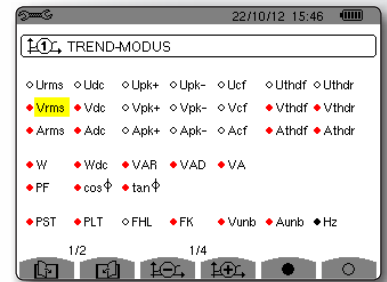 22/10/12 15:46
1 TREND-MODUS
Urms Udc Upk+ Upk- Ucf Uthdf Uthdr
Vrms Vdc Vpk+ Vpk- Vcf Vthdf Vthdr
Arms Adc Apk+ Apk- Acf Athdf Athdr
W Wdc VAR VAD VA
PF cos ϕ tan ϕ
PST PLT FHL FK Vunb Aunb Hz
1/2 1/4